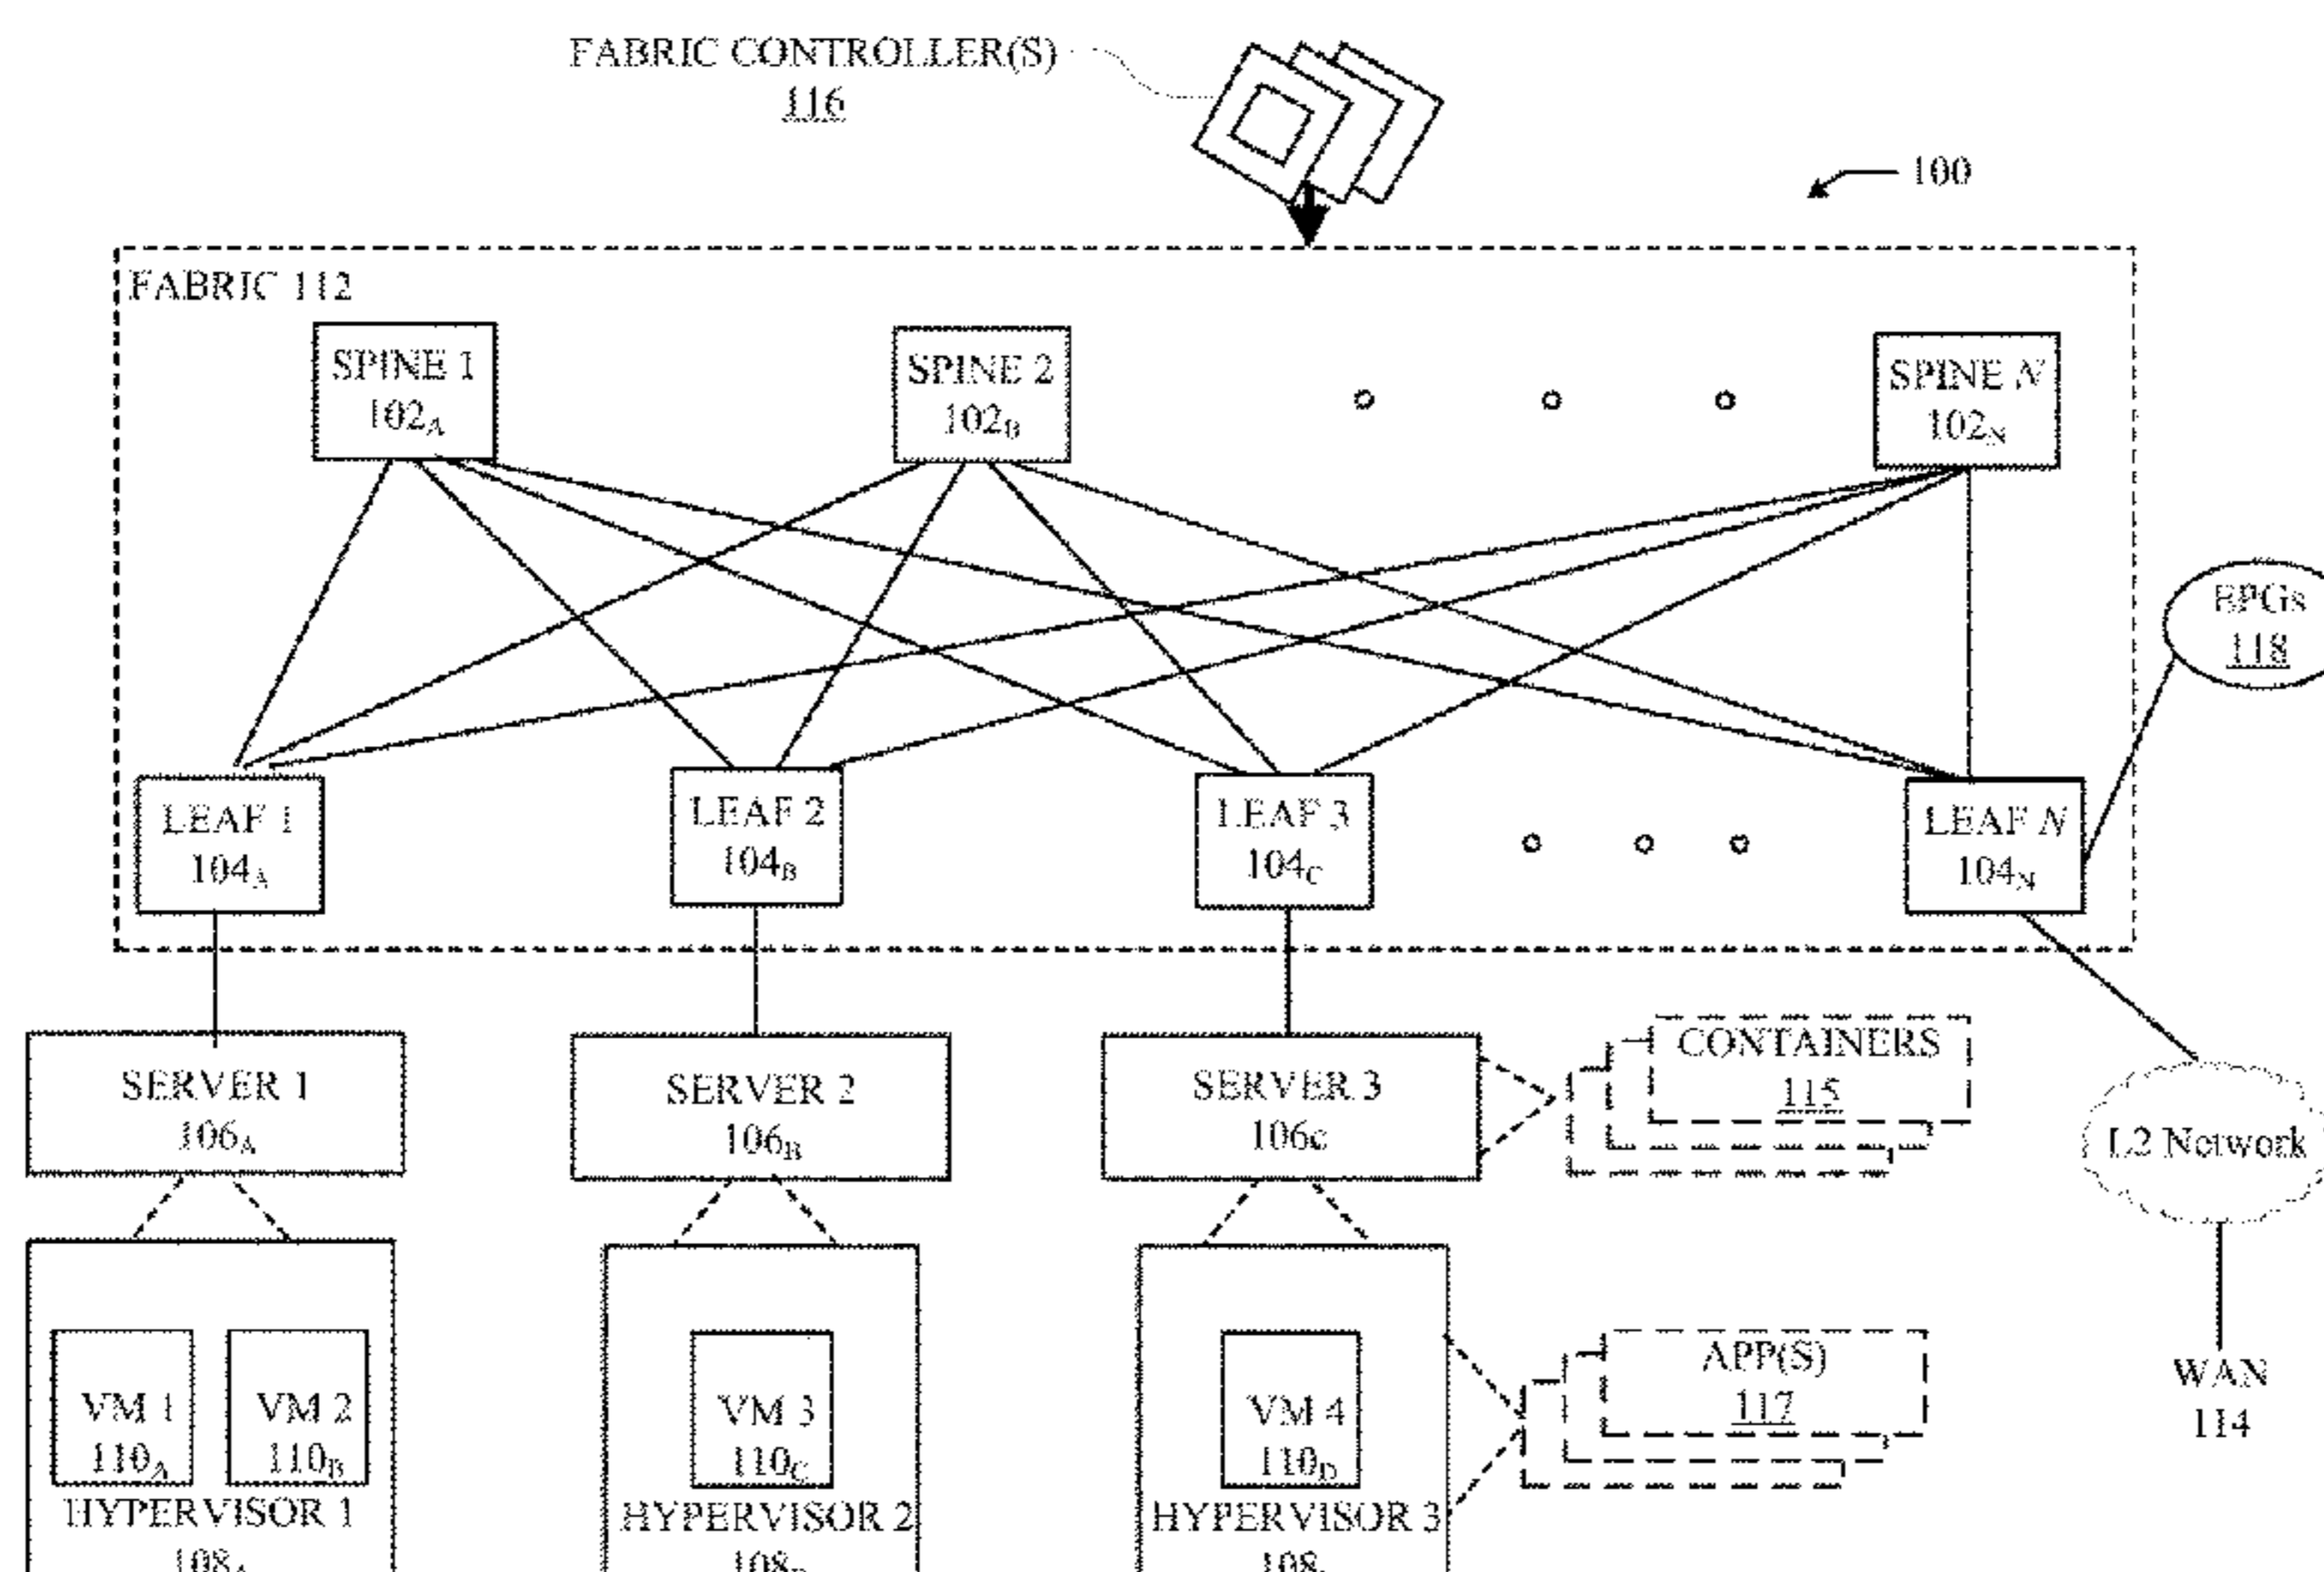 FABRIC CONTROLLER(S)
116
100
FABRIC 112
SPINE 1
102A
SPINE 2
102B
SPINE N
102N
EPGs
118
LEAF 1
104A
LEAF 2
104B
LEAF 3
104C
LEAF N
104N
SERVER 1
106A
SERVER 2
106B
SERVER 3
106c
CONTAINERS
115
L2 Network
VM 1
110A
VM 2
110B
HYPERVISOR 1
108A
VM 3
110C
HYPERVISOR 2
108B
VM 4
110D
HYPERVISOR 3
108
APP(S)
117
WAN
114